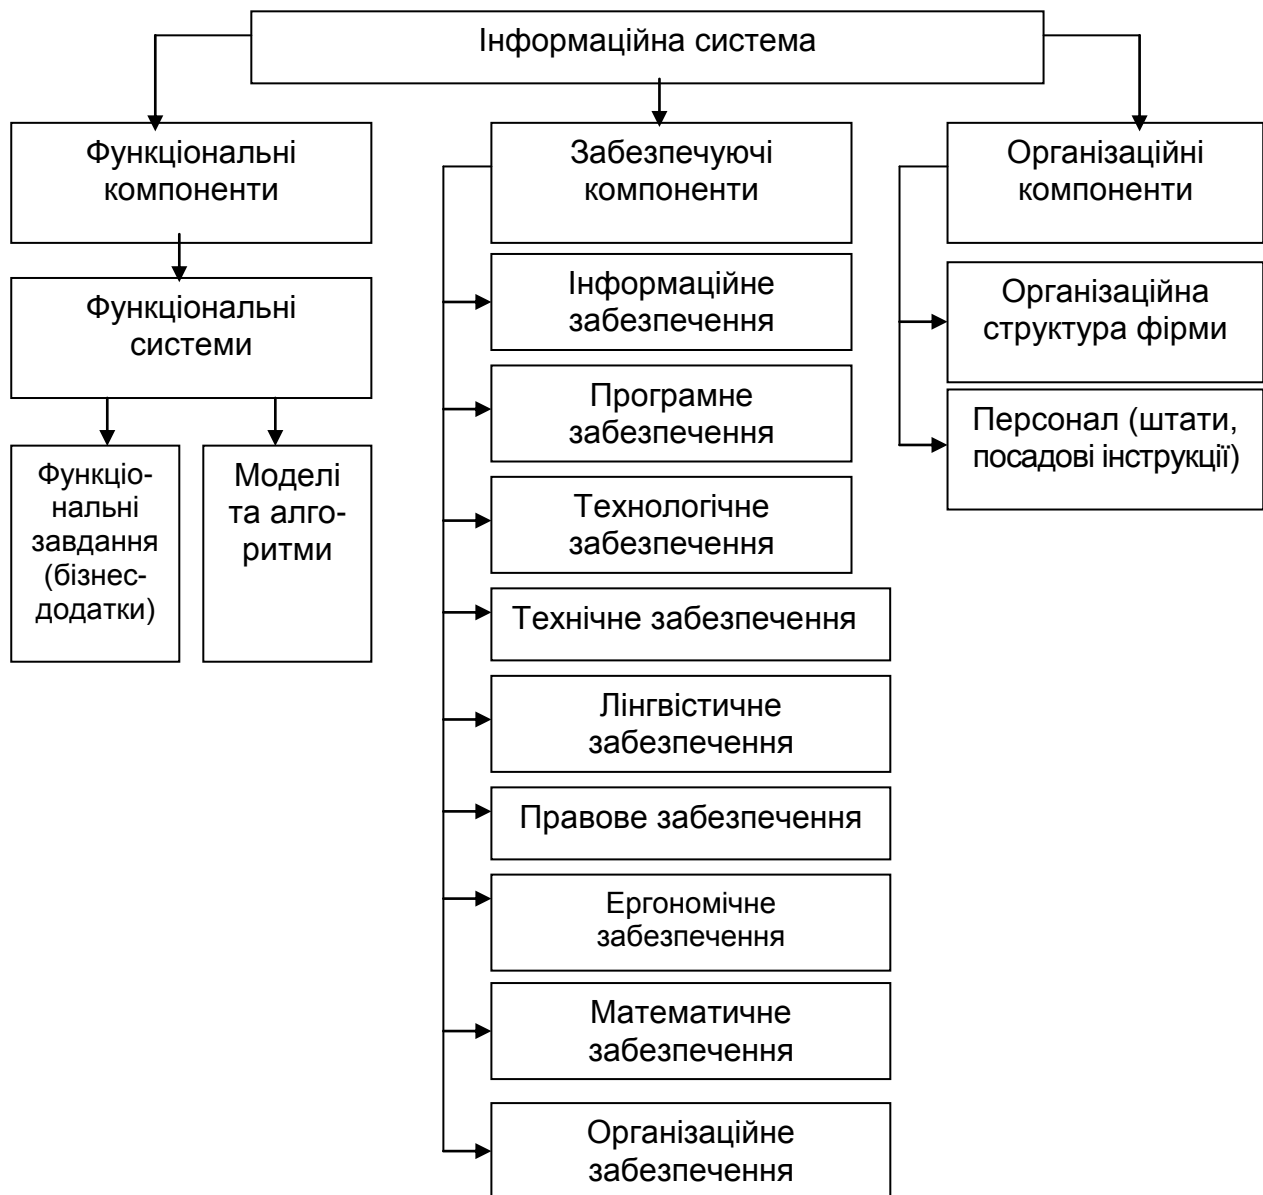 Інформаційна система
Функціональні
компоненти
Функціональні
системи
Функціо-
нальні
завдання
(бізнес-
додатки)
Моделі
та алго-
ритми
Забезпечуючі
компоненти
Інформаційне
забезпечення
Програмне
забезпечення
Технологічне
забезпечення
Технічне забезпечення
Лінгвістичне
забезпечення
Правове забезпечення
Ергономічне
забезпечення
Математичне
забезпечення
Організаційне
забезпечення
Організаційні
компоненти
Організаційна
структура фірми
Персонал (штати,
посадові інструкції)